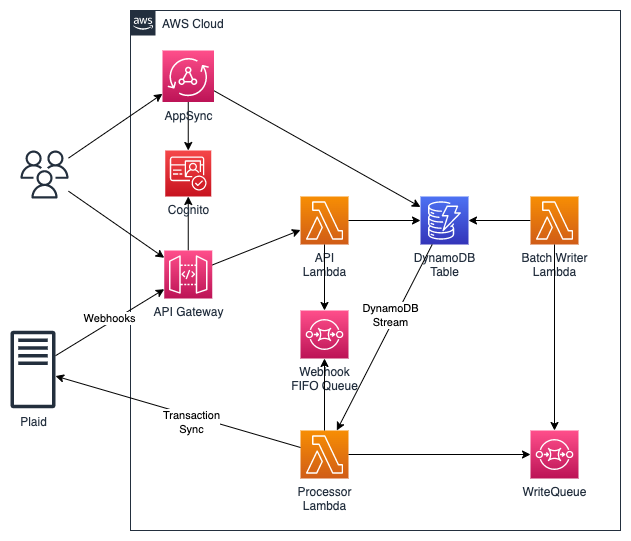 aws
AWS Cloud
AppSync
Cognito
API
Lambda
DynamoDB
Table
Batch Writer
Lambda
API Gateway
Webhooks
DynamoDB
Stream
Webhook
FIFO Queue
Plaid
Transaction
Sync
Processor
Lambda
WriteQueue